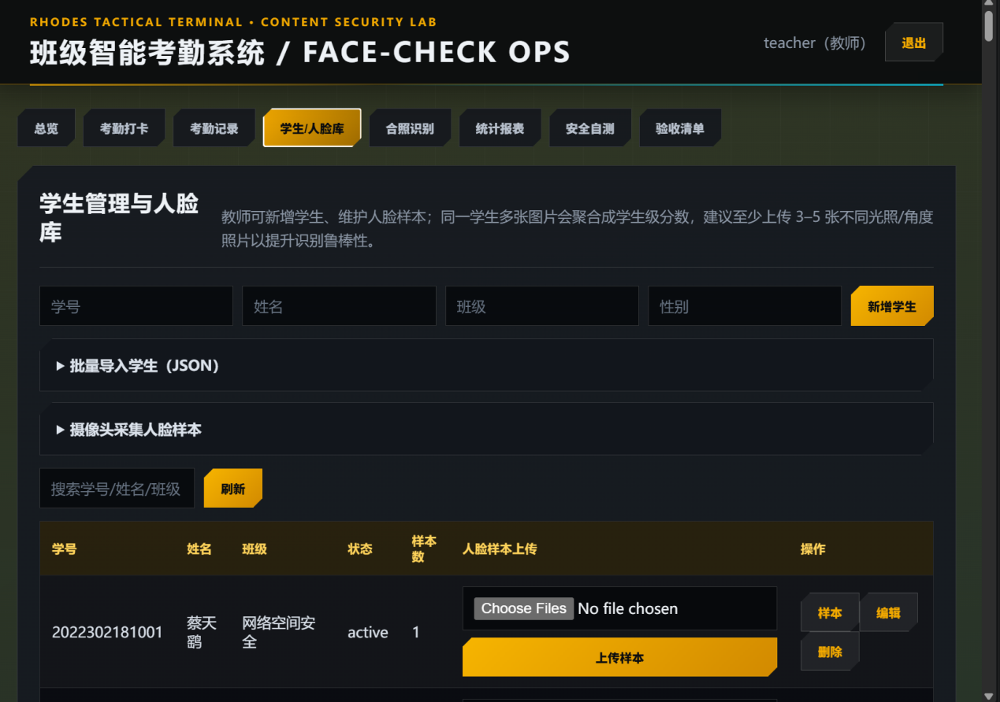 RHODES TACTICAL TERMINAL • CONTENT SECURITY LAB
班级智能考勤系统 / FACE-CHECK OPS
teacher（教师）
退出
总览
考勤打卡
考勤记录
学生/人脸库
合照识别
统计报表
安全自测
验收清单
学生管理与人脸
库
教师可新增学生、维护人脸样本；同一学生多张图片会聚合成学生级分数，建议至少上传 3–5 张不同光照/角度
照片以提升识别鲁棒性。
学号
姓名
班级
性别
新增学生
▶ 批量导入学生（JSON）
▶ 摄像头采集人脸样本
搜索学号/姓名/班级
刷新
学号
姓名
班级
状态
样本
数
人脸样本上传
操作
2022302181001
蔡天
鹞
网络空间安
全
active
1
Choose Files No file chosen
上传样本
样本
编辑
删除